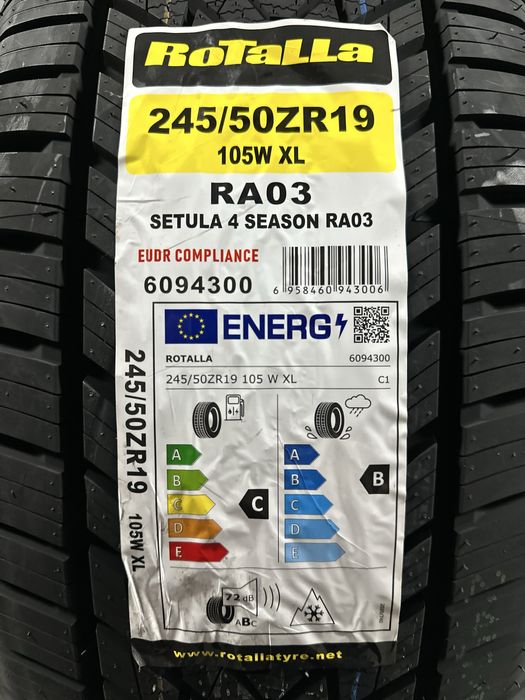 RoTaLLa
245/50ZR19
105W XL
RA03
SETULA 4 SEASON RA03
EUDR COMPLIANCE
6094300
6 958460 943006
ENERG
ROTALLA 6094300
245/50ZR19 105 W XL C1
A
B
C
D
E
C
A
B
C
D
E
B
72 dB
ABC
245/50ZR19 105W XL
www.rotallatyre.net